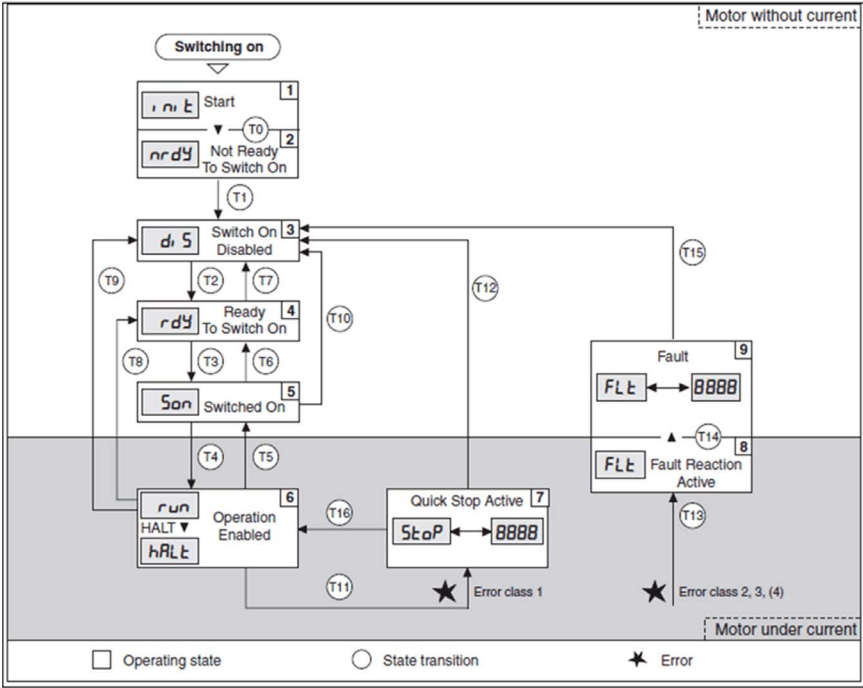 Motor without current
Switching on
init
Start
1
T0
nrdy
Not Ready
To Switch On
2
T1
diS
Switch On
Disabled
3
T9
T2
T7
T10
T12
T15
rdy
Ready
To Switch On
4
T8
T3
T6
Son
Switched On
5
Fault
9
FLt
8888
T14
FLt
Fault Reaction
Active
8
T4
T5
run
HALT
hALt
Operation
Enabled
6
T16
Quick Stop Active
7
StoP
8888
T13
T11
Error class 1
Error class 2, 3, (4)
Motor under current
Operating state
State transition
Error